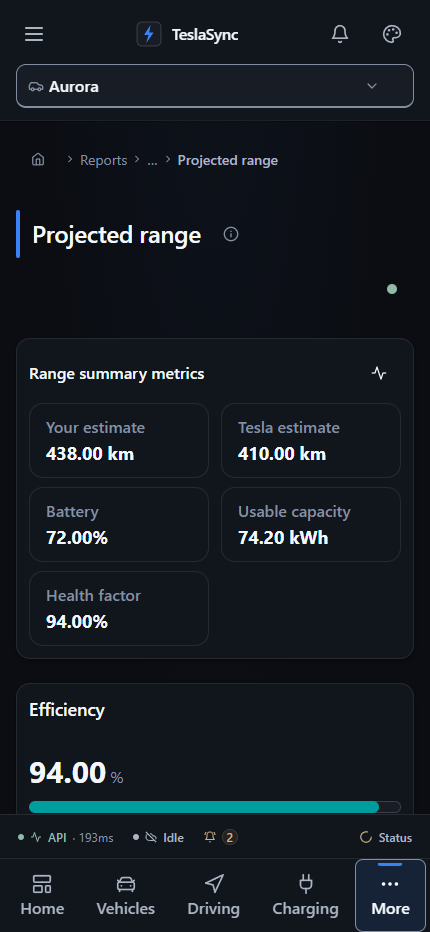 TeslaSync
Aurora
Reports ... Projected range
Projected range
Range summary metrics
Your estimate
438.00 km
Tesla estimate
410.00 km
Battery
72.00%
Usable capacity
74.20 kWh
Health factor
94.00%
Efficiency
94.00 %
API · 193ms Idle 2 Status
Home Vehicles Driving Charging More